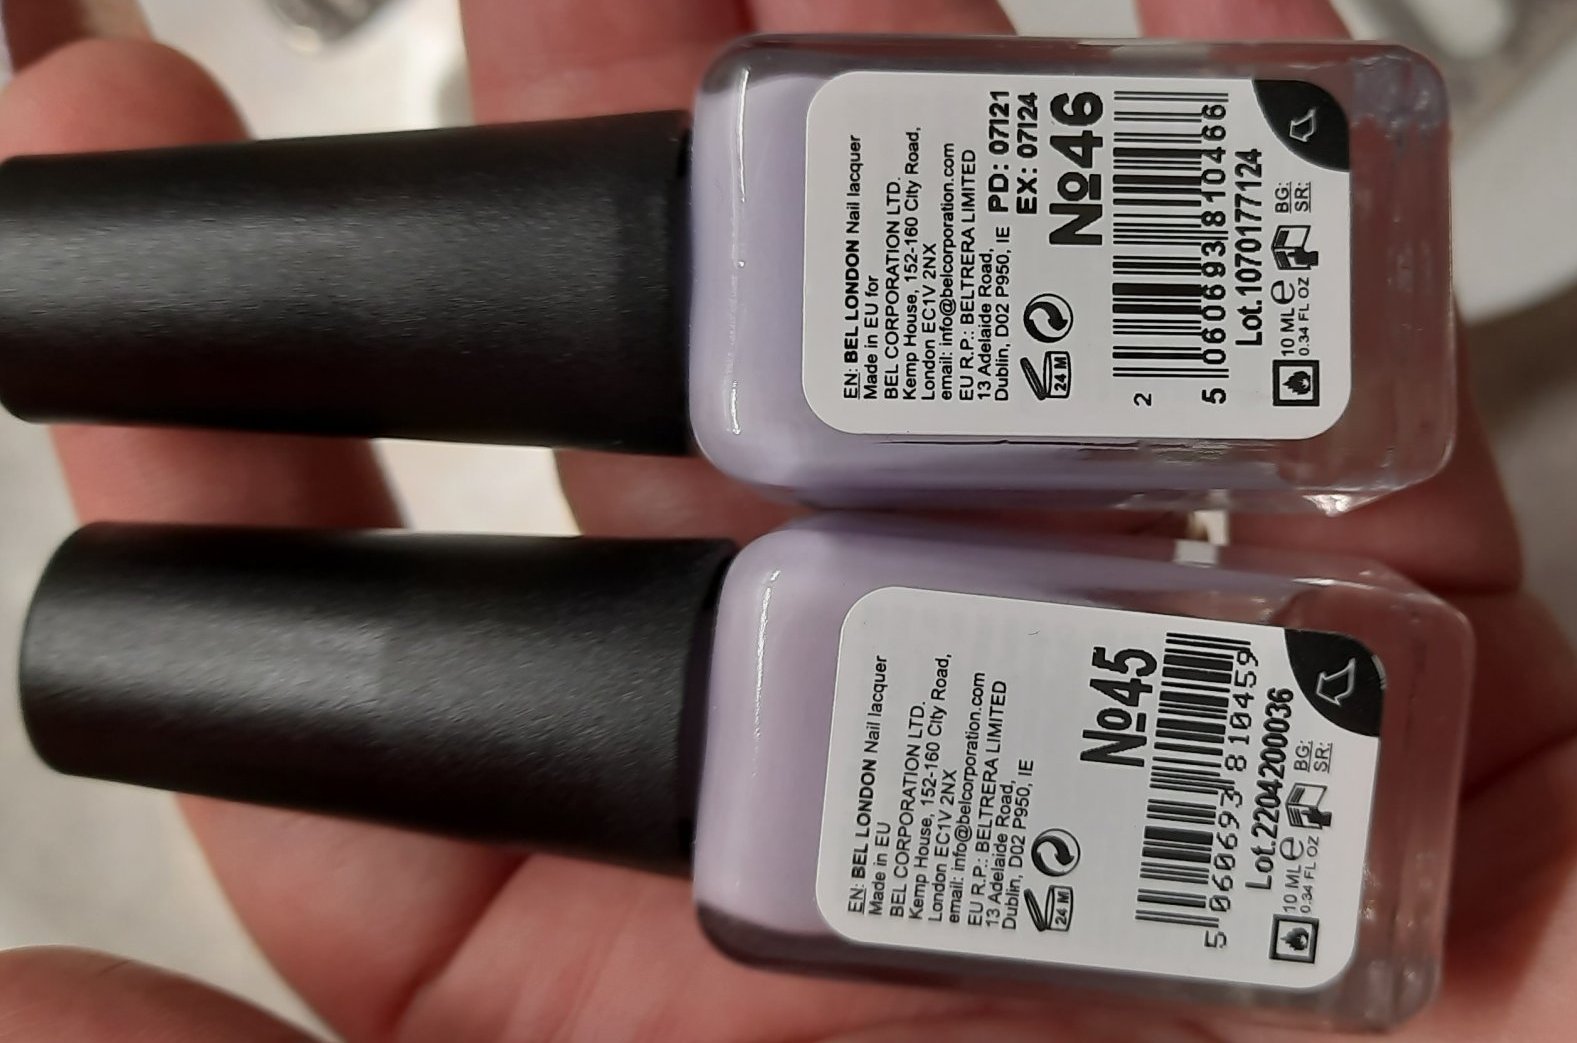 EN: BEL LONDON Nail lacquer
Made in EU for
BEL CORPORATION LTD.
Kemp House, 152-160 City Road,
London EC1V 2NX
email: info@belcorporation.com
EU R.P.: BELTRERA LIMITED
13 Adelaide Road,
Dublin, D02 P950, IE
PD: 07121
EX: 07124
24 M
№46
2
5 060693 810466
Lot.1070177124
10 ML e
0.34 FL OZ
BG:
SR:
EN: BEL LONDON Nail lacquer
Made in EU
BEL CORPORATION LTD.
Kemp House, 152-160 City Road,
London EC1V 2NX
email: info@belcorporation.com
EU R.P.: BELTRERA LIMITED
13 Adelaide Road,
Dublin, D02 P950, IE
24 M
№45
5 060693 810459
Lot.2204200036
10 ML e
0.34 FL OZ
BG:
SR: